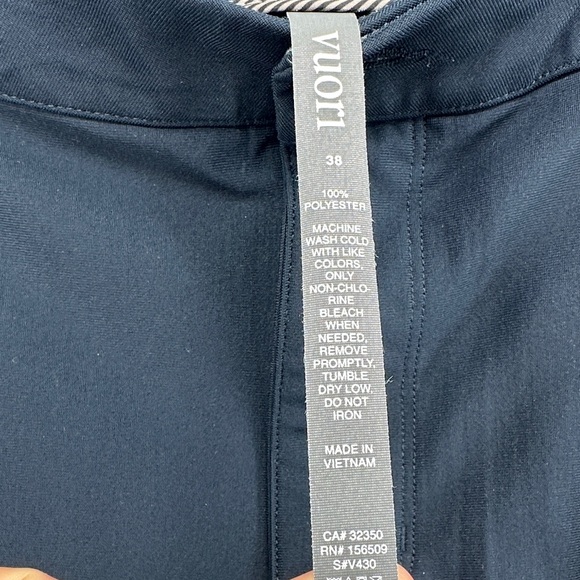 vuori
38
100%
POLYESTER
MACHINE
WASH COLD
WITH LIKE
COLORS,
ONLY
NON-CHLO-
RINE
BLEACH
WHEN
NEEDED,
REMOVE
PROMPTLY,
TUMBLE
DRY LOW,
DO NOT
IRON
MADE IN
VIETNAM
CA# 32350
RN# 156509
S#V430